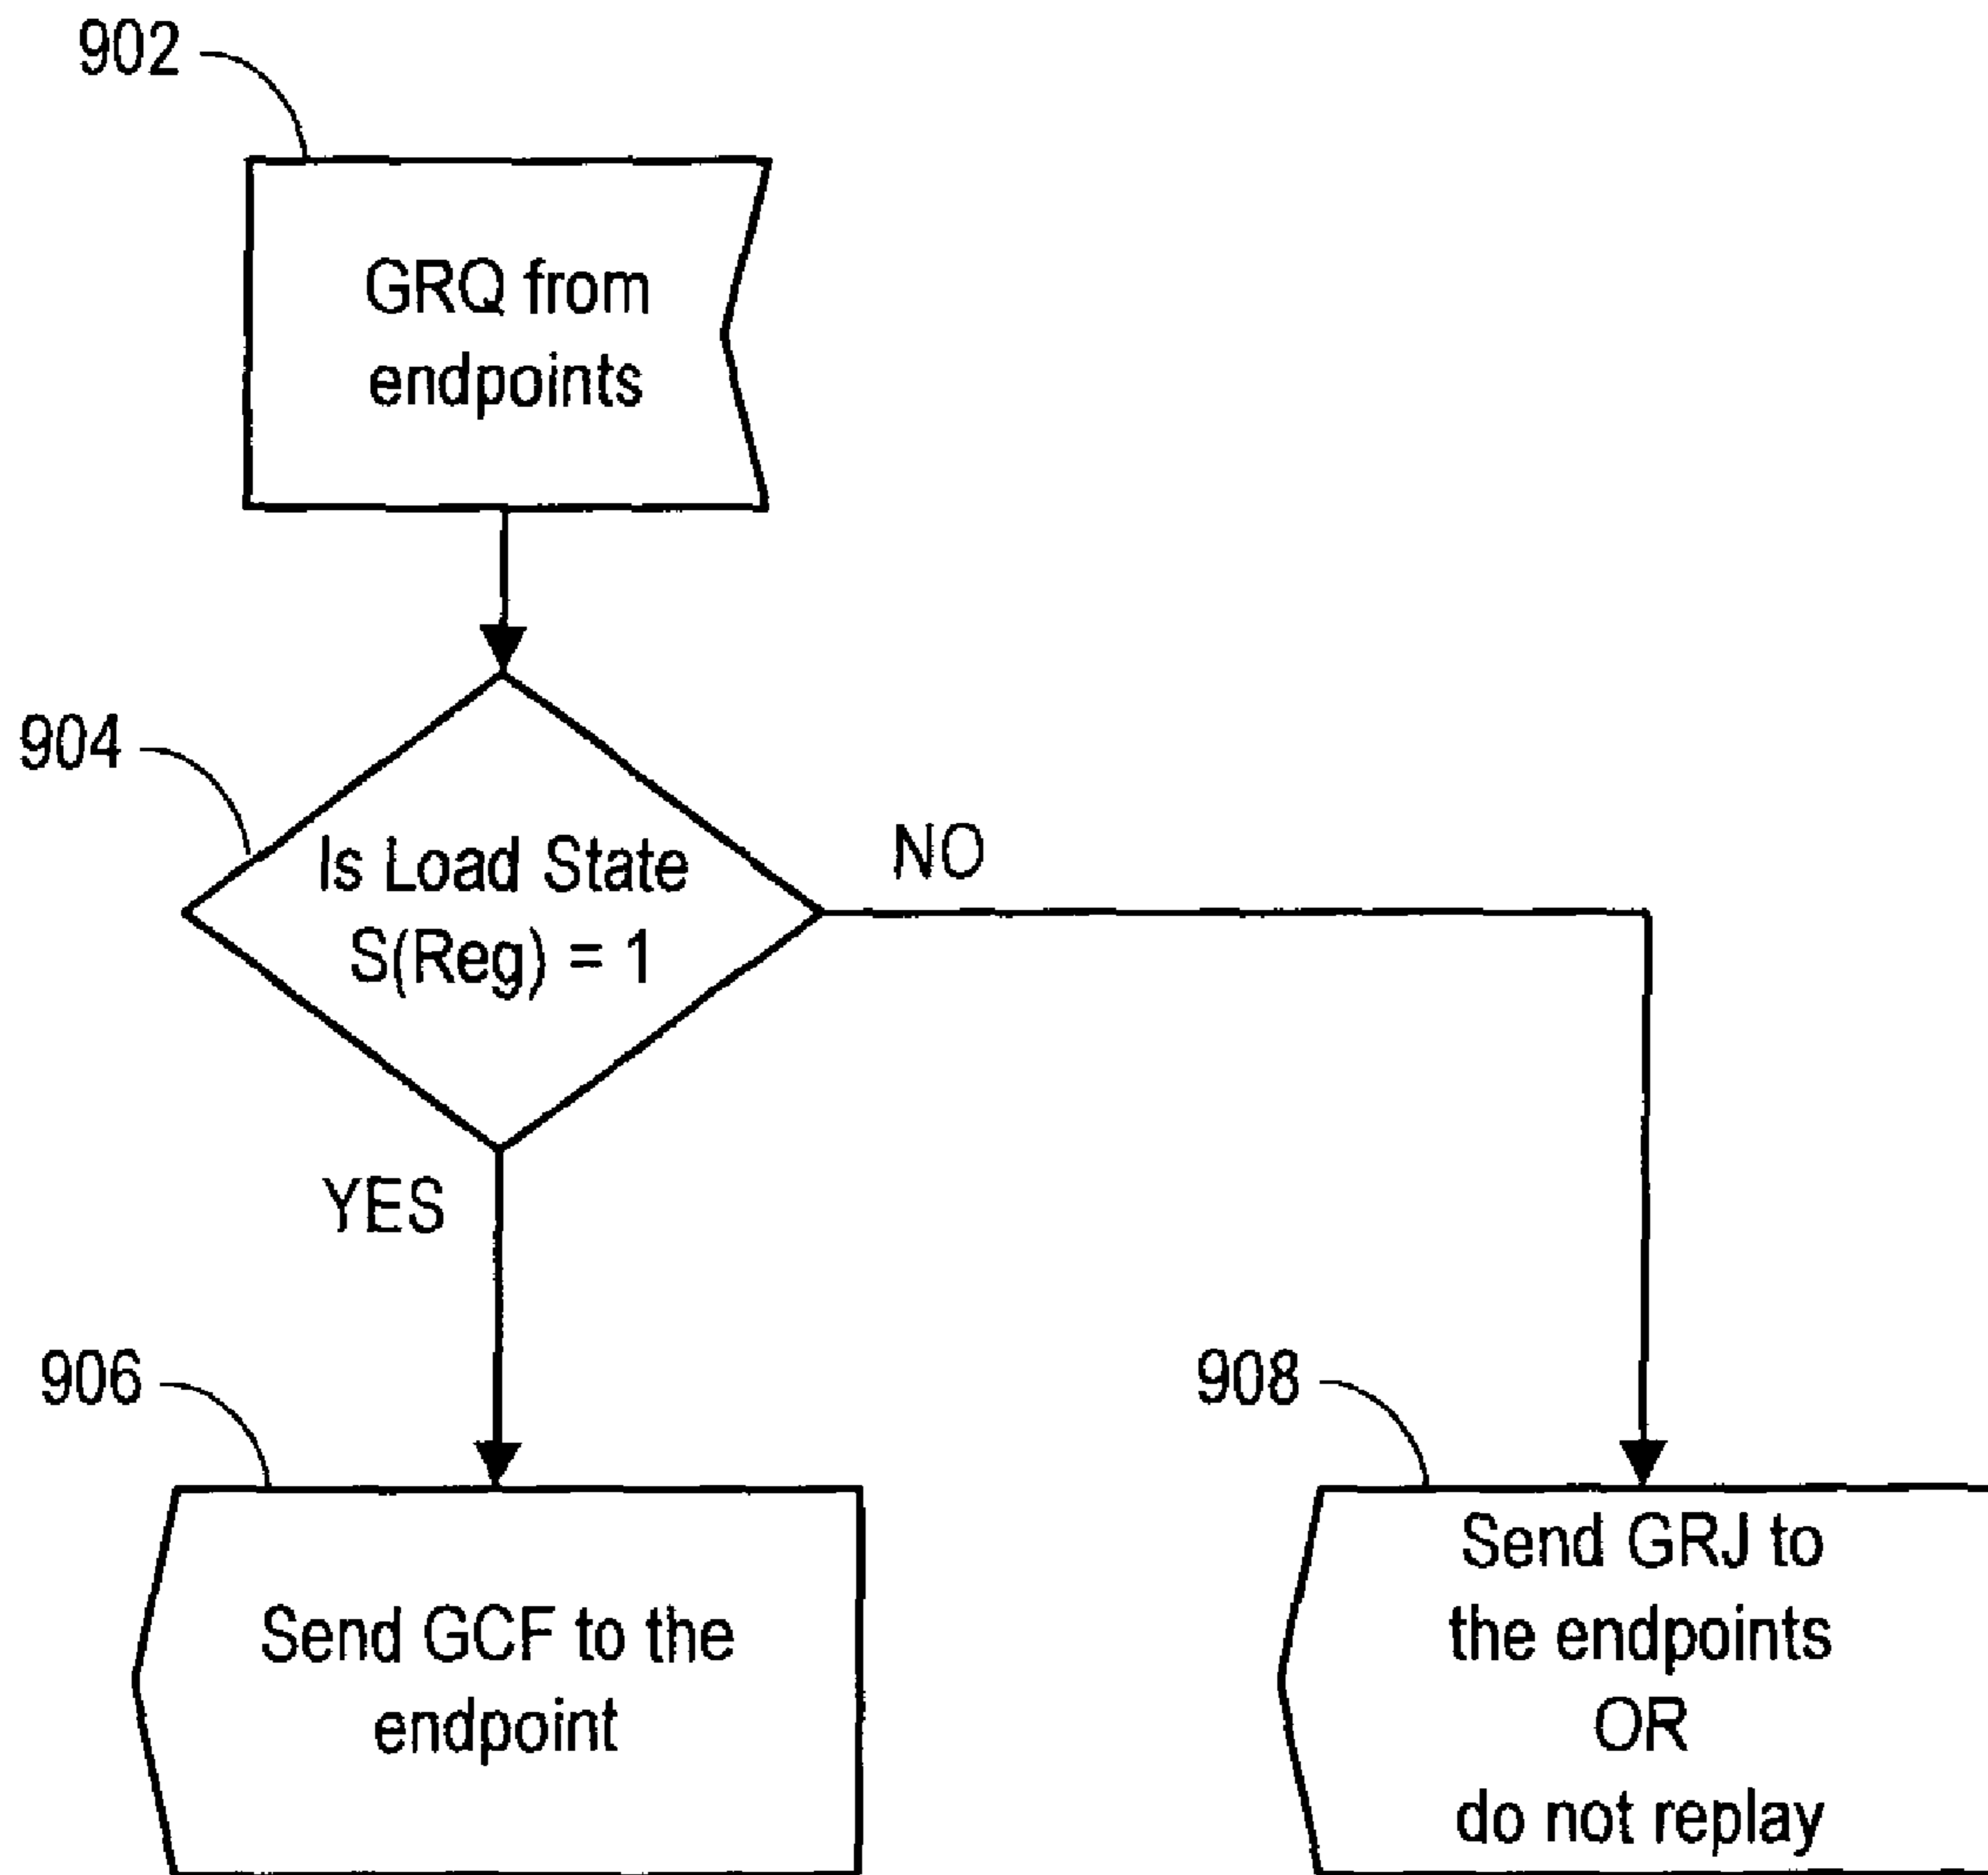 902
GRQ from
endpoints
904
Is Load State
S(Reg) = 1
NO
YES
906
Send GCF to the
endpoint
908
Send GRJ to
the endpoints
OR
do not replay